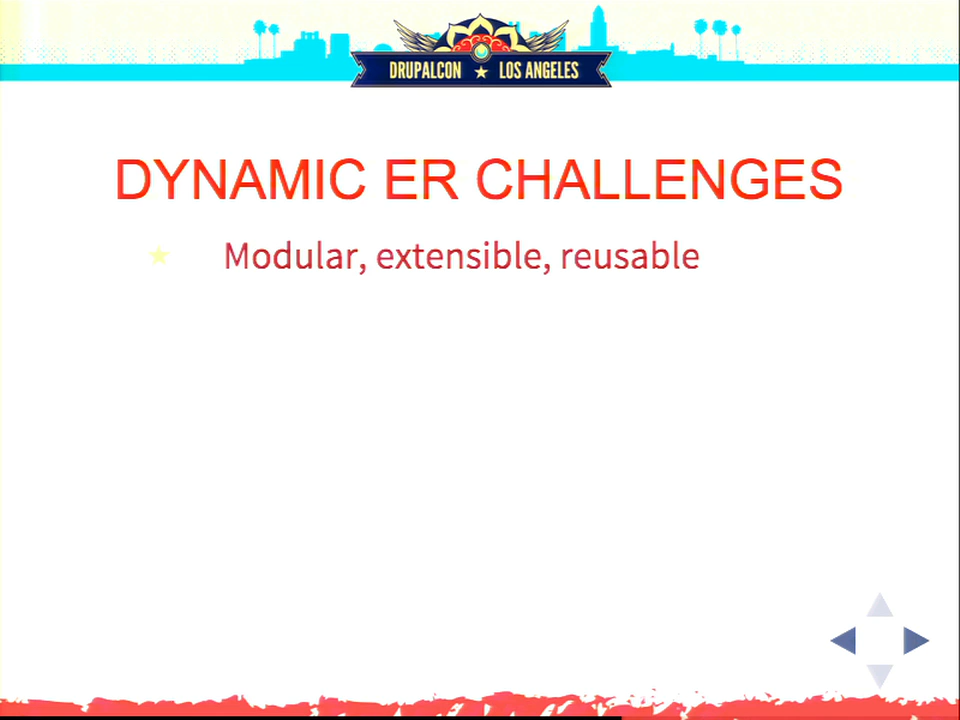 DRUPALCON ★ LOS ANGELES
DYNAMIC ER CHALLENGES
Modular, extensible, reusable